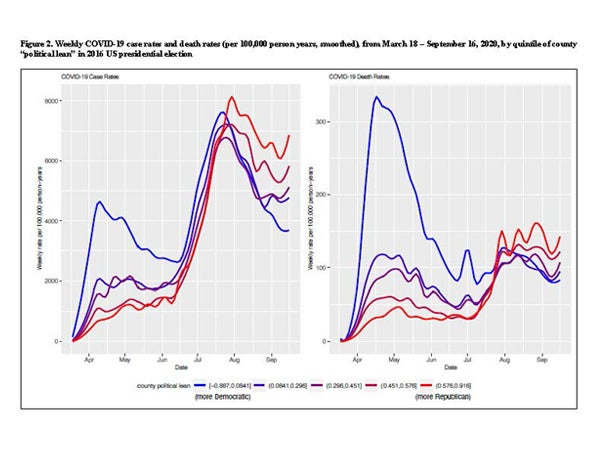 Figure 2. Weekly COVID-19 case rates and death rates (per 100,000 person years, smoothed), from March 18 – September 16, 2020, by quintile of county
“political lean” in 2016 US presidential election
COVID-19 Case Rates
8000
6000
4000
2000
0
Weekly rate per 100,000 person-years
Apr May Jun Jul Aug Sep
Date
COVID-19 Death Rates
300
200
100
0
Weekly rate per 100,000 person-years
Apr May Jun Jul Aug Sep
Date
county political lean [-0.887,0.0841] (0.0841,0.296] (0.296,0.451] (0.451,0.576] (0.576,0.916]
(more Democratic) (more Republican)